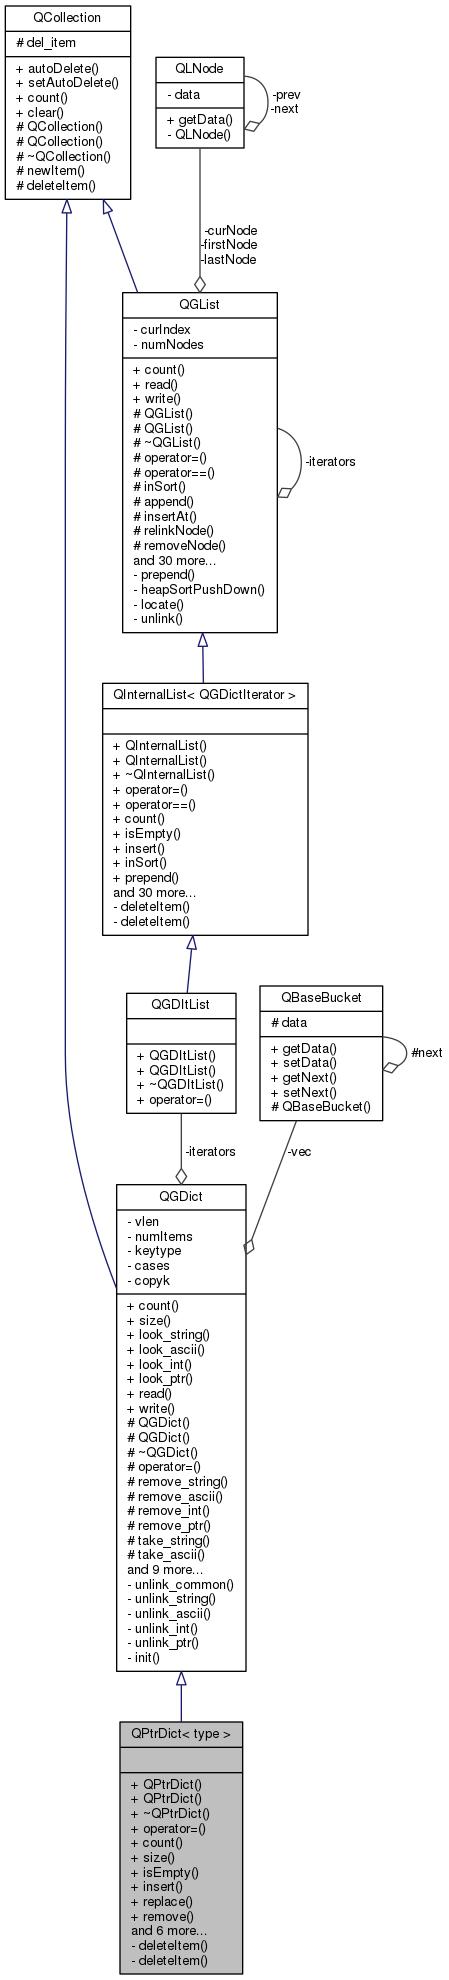 QCollection
# del_item
+ autoDelete()
+ setAutoDelete()
+ count()
+ clear()
# QCollection()
# QCollection()
# ~QCollection()
# newItem()
# deleteItem()
QLNode
- data
+ getData()
- QLNode()
-prev
-next
-curNode
-firstNode
-lastNode
QGList
- curIndex
- numNodes
+ count()
+ read()
+ write()
# QGList()
# QGList()
# ~QGList()
# operator=()
# operator==()
# inSort()
# append()
# insertAt()
# relinkNode()
# removeNode()
and 30 more...
- prepend()
- heapSortPushDown()
- locate()
- unlink()
-iterators
QInternalList< QGDictIterator >
+ QInternalList()
+ QInternalList()
+ ~QInternalList()
+ operator=()
+ operator==()
+ count()
+ isEmpty()
+ insert()
+ inSort()
+ prepend()
and 30 more...
- deleteItem()
- deleteItem()
QGDItList
+ QGDItList()
+ QGDItList()
+ ~QGDItList()
+ operator=()
QBaseBucket
# data
+ getData()
+ setData()
+ getNext()
+ setNext()
# QBaseBucket()
#next
-iterators
-vec
QGDict
- vlen
- numItems
- keytype
- cases
- copyk
+ count()
+ size()
+ look_string()
+ look_ascii()
+ look_int()
+ look_ptr()
+ read()
+ write()
# QGDict()
# QGDict()
# ~QGDict()
# operator=()
# remove_string()
# remove_ascii()
# remove_int()
# remove_ptr()
# take_string()
# take_ascii()
and 9 more...
- unlink_common()
- unlink_string()
- unlink_ascii()
- unlink_int()
- unlink_ptr()
- init()
QPtrDict< type >
+ QPtrDict()
+ QPtrDict()
+ ~QPtrDict()
+ operator=()
+ count()
+ size()
+ isEmpty()
+ insert()
+ replace()
+ remove()
and 6 more...
- deleteItem()
- deleteItem()